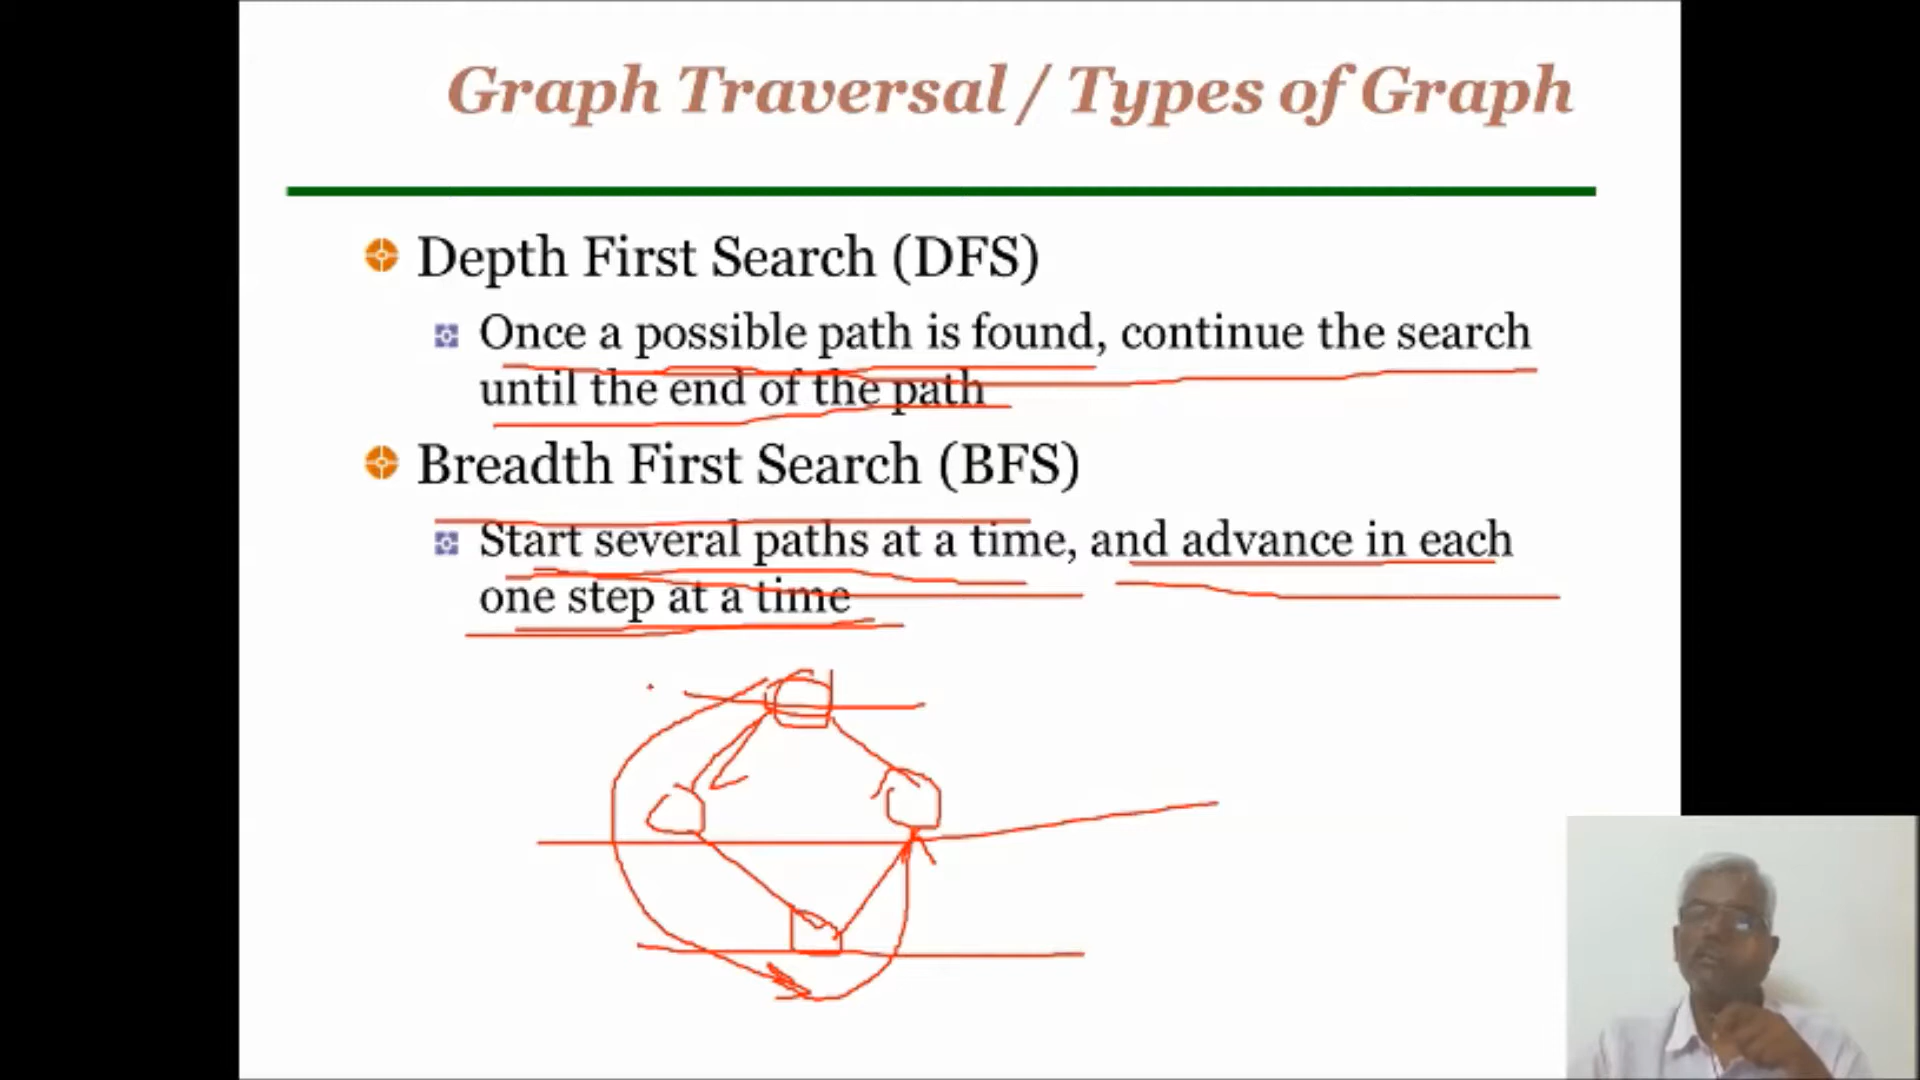 Graph Traversal / Types of Graph
Depth First Search (DFS)
Once a possible path is found, continue the search
until the end of the path
Breadth First Search (BFS)
Start several paths at a time, and advance in each
one step at a time